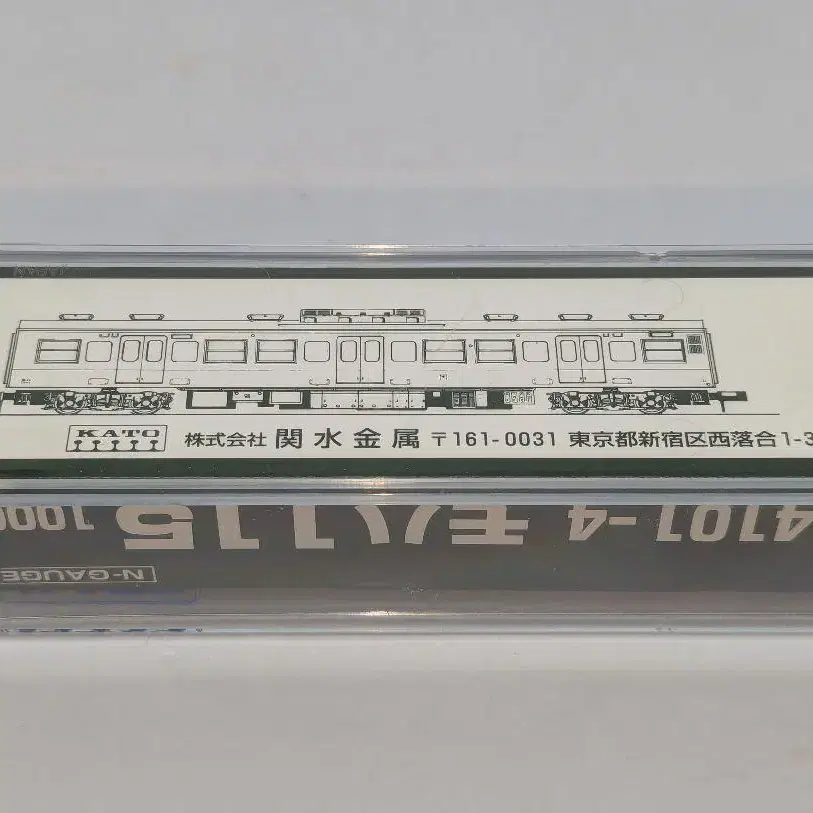 JAPAN
KATO
株式会社 関水金属 〒161-0031 東京都新宿区西落合1-3
4101-4 モハ115 1000
N-GAUGE